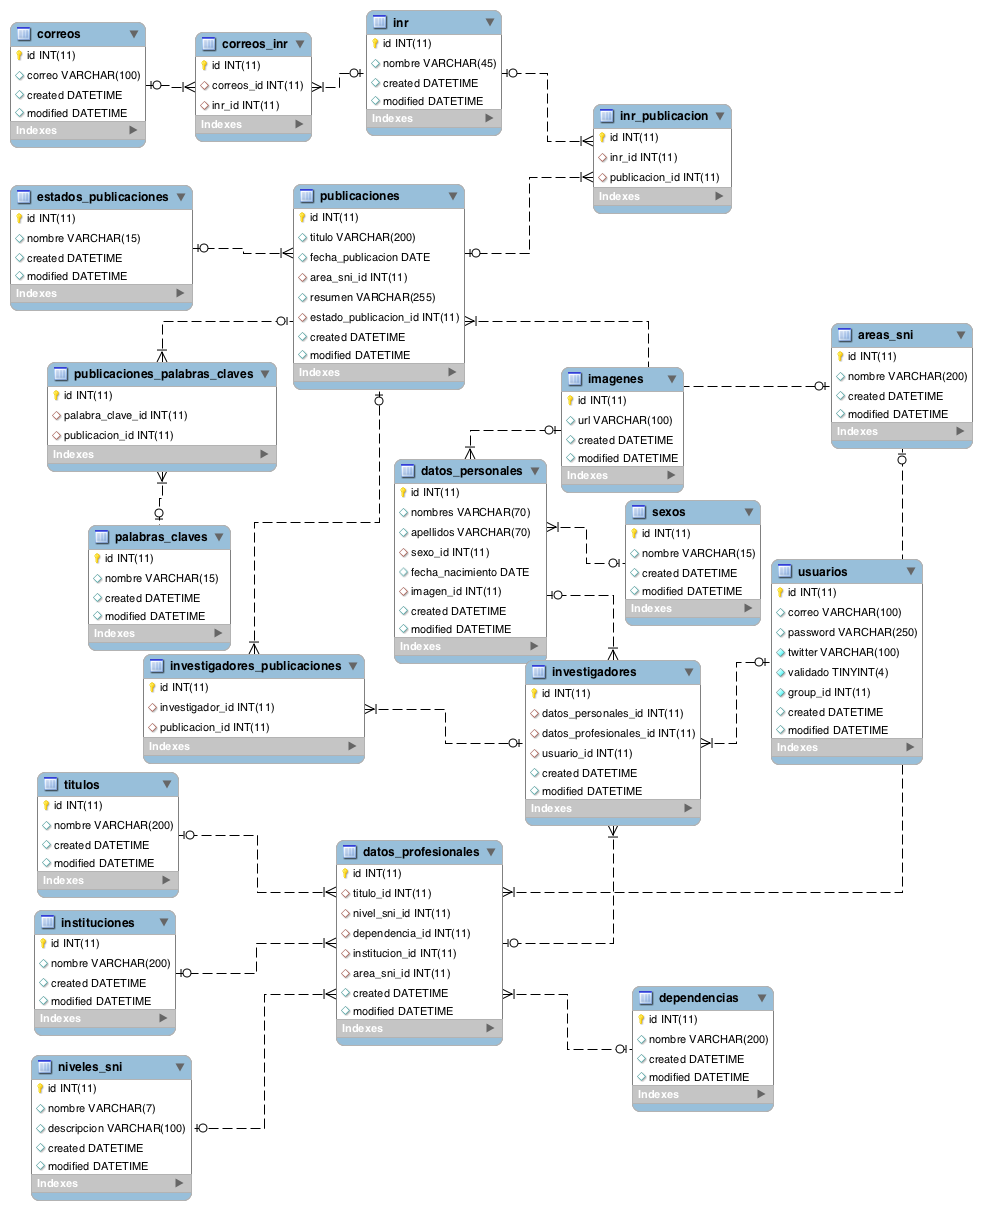 correos
id INT(11)
correo VARCHAR(100)
created DATETIME
modified DATETIME
Indexes
correos_inr
id INT(11)
correos_id INT(11)
inr_id INT(11)
Indexes
inr
id INT(11)
nombre VARCHAR(45)
created DATETIME
modified DATETIME
Indexes
inr_publicacion
id INT(11)
inr_id INT(11)
publicacion_id INT(11)
Indexes
estados_publicaciones
id INT(11)
nombre VARCHAR(15)
created DATETIME
modified DATETIME
Indexes
publicaciones
id INT(11)
titulo VARCHAR(200)
fecha_publicacion DATE
area_sni_id INT(11)
resumen VARCHAR(255)
estado_publicacion_id INT(11)
created DATETIME
modified DATETIME
Indexes
areas_sni
id INT(11)
nombre VARCHAR(200)
created DATETIME
modified DATETIME
Indexes
publicaciones_palabras_claves
id INT(11)
palabra_clave_id INT(11)
publicacion_id INT(11)
Indexes
imagenes
id INT(11)
url VARCHAR(100)
created DATETIME
modified DATETIME
Indexes
datos_personales
id INT(11)
nombres VARCHAR(70)
apellidos VARCHAR(70)
sexo_id INT(11)
fecha_nacimiento DATE
imagen_id INT(11)
created DATETIME
modified DATETIME
Indexes
sexos
id INT(11)
nombre VARCHAR(15)
created DATETIME
modified DATETIME
Indexes
palabras_claves
id INT(11)
nombre VARCHAR(15)
created DATETIME
modified DATETIME
Indexes
usuarios
id INT(11)
correo VARCHAR(100)
password VARCHAR(250)
twitter VARCHAR(100)
validado TINYINT(4)
group_id INT(11)
created DATETIME
modified DATETIME
Indexes
investigadores_publicaciones
id INT(11)
investigador_id INT(11)
publicacion_id INT(11)
Indexes
investigadores
id INT(11)
datos_personales_id INT(11)
datos_profesionales_id INT(11)
usuario_id INT(11)
created DATETIME
modified DATETIME
Indexes
titulos
id INT(11)
nombre VARCHAR(200)
created DATETIME
modified DATETIME
Indexes
datos_profesionales
id INT(11)
titulo_id INT(11)
nivel_sni_id INT(11)
dependencia_id INT(11)
institucion_id INT(11)
area_sni_id INT(11)
created DATETIME
modified DATETIME
Indexes
instituciones
id INT(11)
nombre VARCHAR(200)
created DATETIME
modified DATETIME
Indexes
dependencias
id INT(11)
nombre VARCHAR(200)
created DATETIME
modified DATETIME
Indexes
niveles_sni
id INT(11)
nombre VARCHAR(7)
descripcion VARCHAR(100)
created DATETIME
modified DATETIME
Indexes